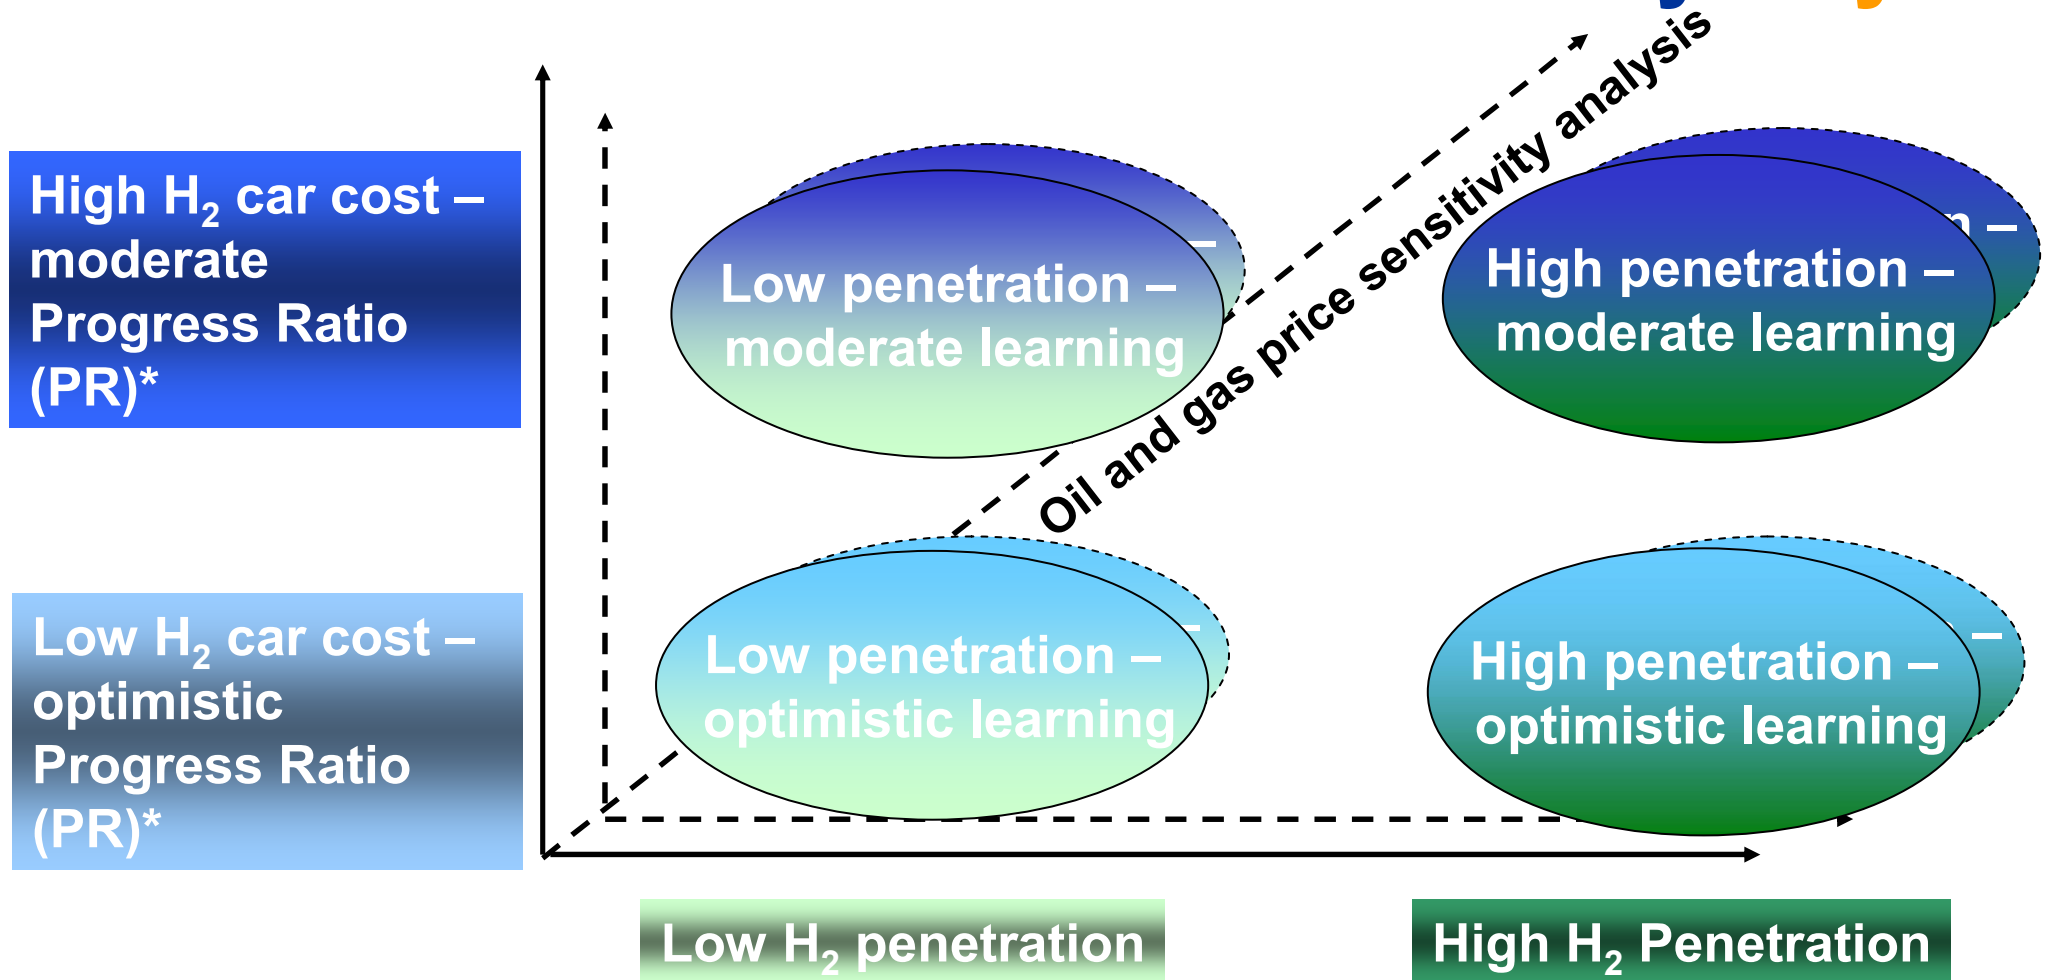 High H₂ car cost –
moderate
Progress Ratio
(PR)*
Low penetration –
moderate learning
High penetration –
moderate learning
Oil and gas price sensitivity analysis
Low H₂ car cost –
optimistic
Progress Ratio
(PR)*
Low penetration –
optimistic learning
High penetration –
optimistic learning
Low H₂ penetration
High H₂ Penetration